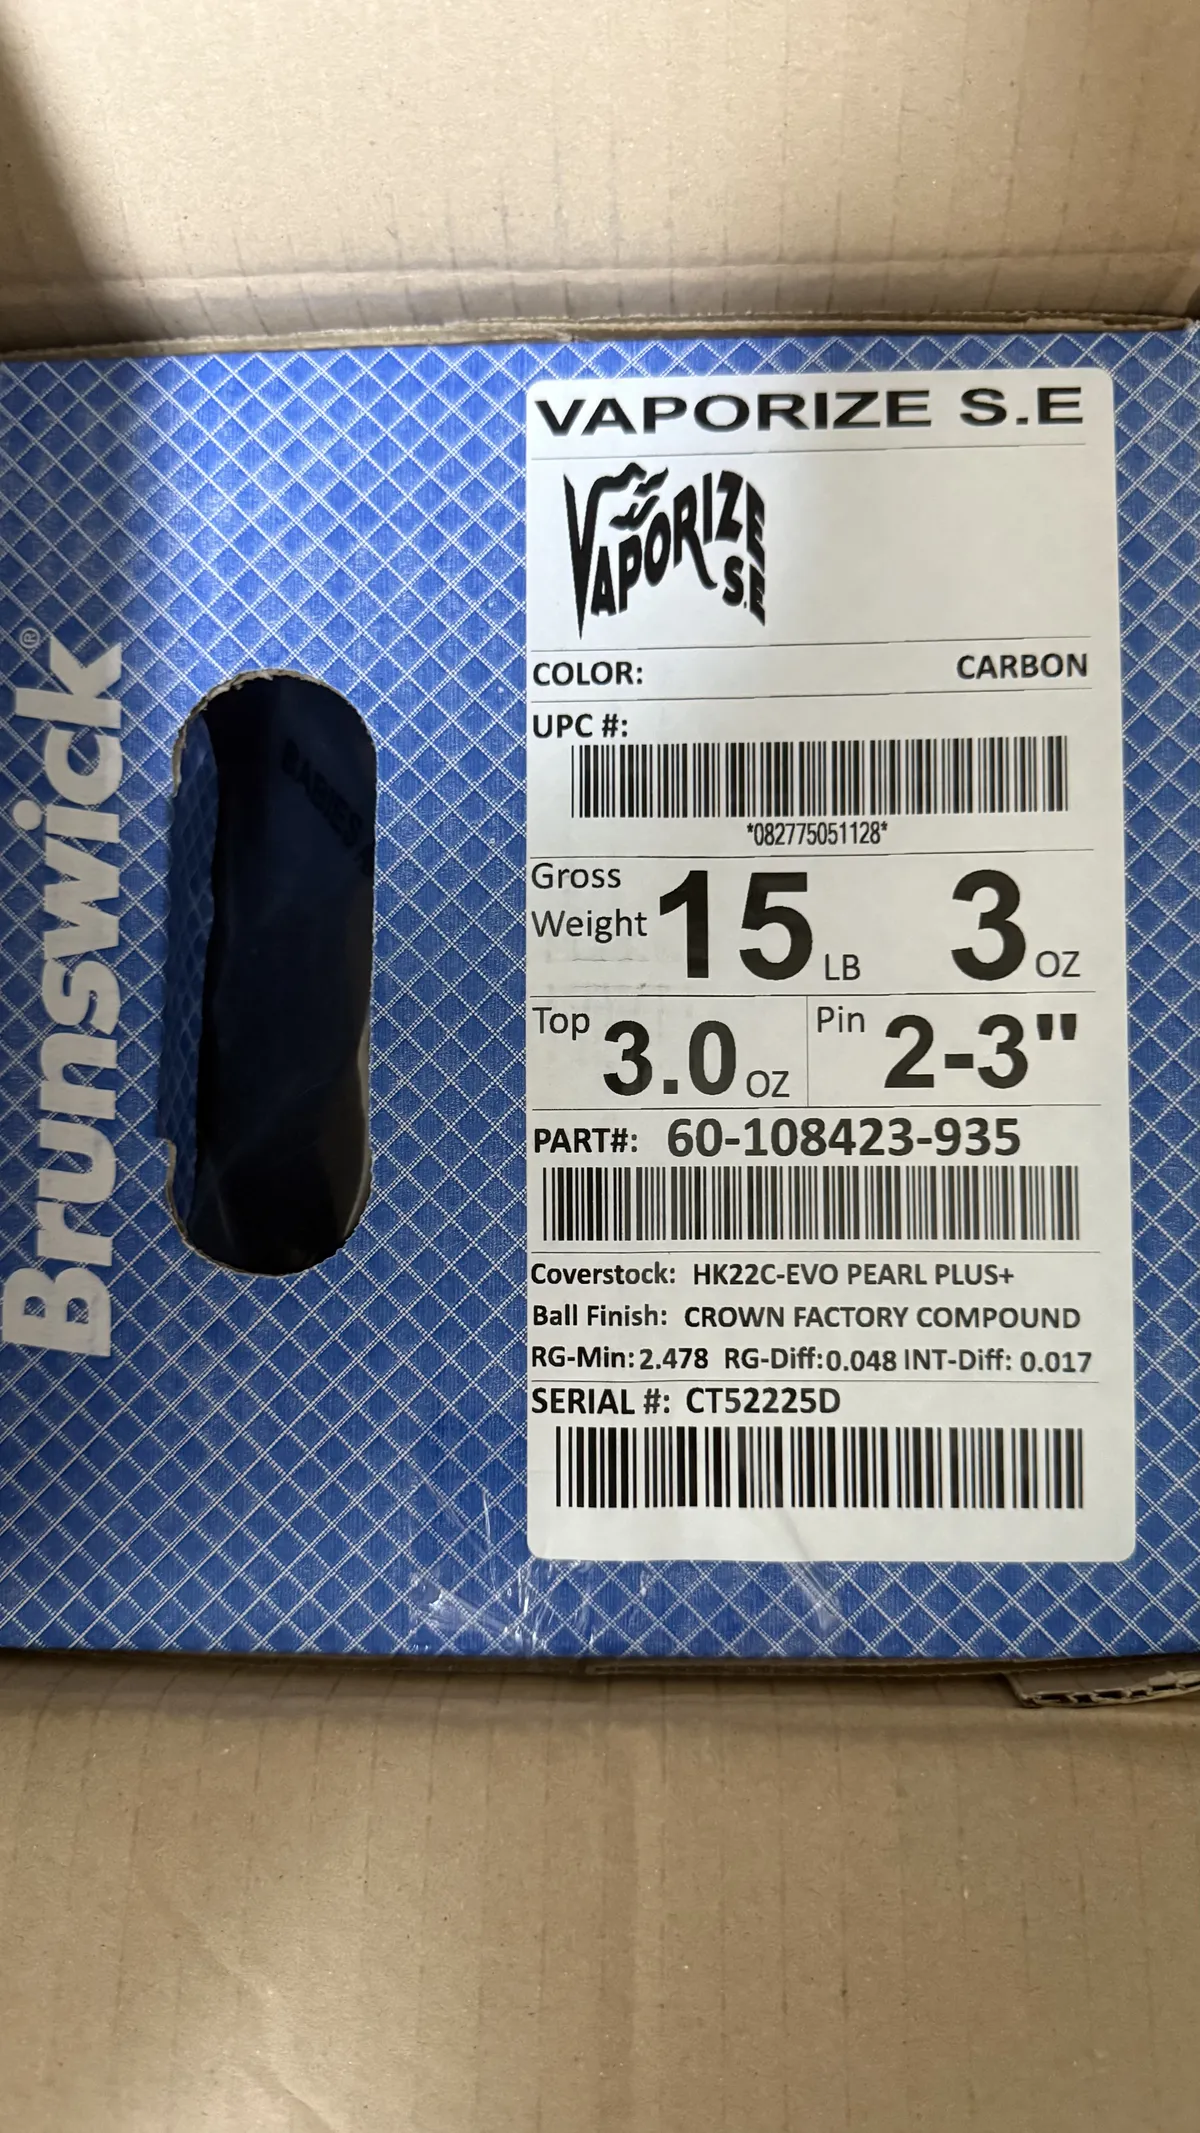 Brunswick®
VAPORIZE S.E
VAPORIZE
S.E
COLOR: CARBON
UPC #:
*082775051128*
Gross
Weight 15 LB 3 OZ
Top 3.0 OZ Pin 2-3"
PART#: 60-108423-935
Coverstock: HK22C-EVO PEARL PLUS+
Ball Finish: CROWN FACTORY COMPOUND
RG-Min: 2.478 RG-Diff: 0.048 INT-Diff: 0.017
SERIAL #: CT52225D